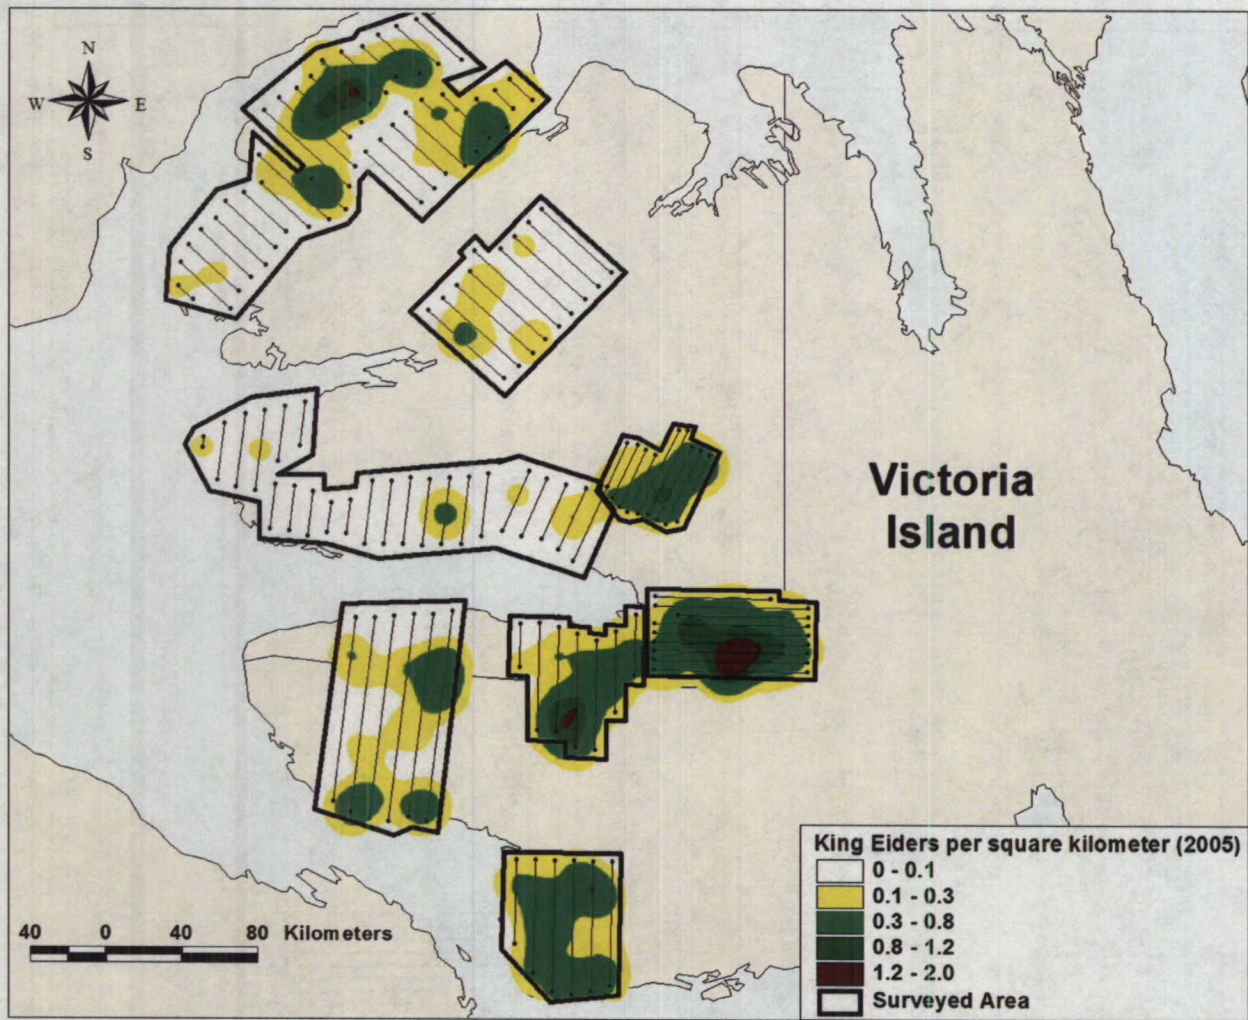 N
W E
S
Victoria
Island
King Eiders per square kilometer (2005)
0 - 0.1
0.1 - 0.3
0.3 - 0.8
0.8 - 1.2
1.2 - 2.0
Surveyed Area
40 0 40 80 Kilometers